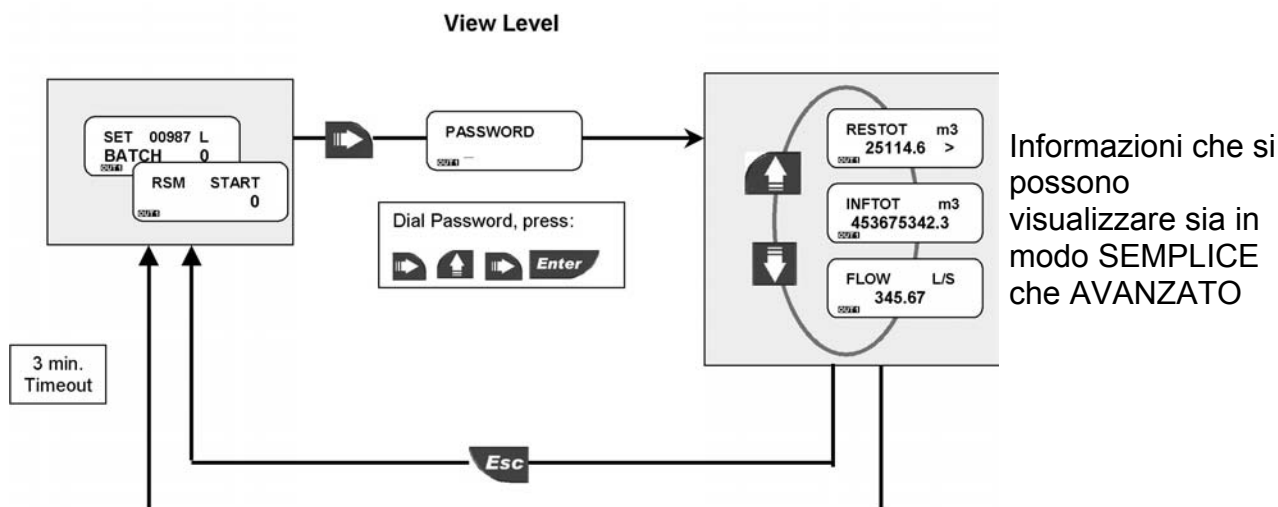 View Level
SET 00987 L
BATCH 0
OUT1
RSM START
0
OUT1
PASSWORD
OUT1 _
Dial Password, press:
Enter
RESTOT m3
25114.6 >
OUT1
INFTOT m3
453675342.3
OUT1
FLOW L/S
345.67
OUT1
Informazioni che si
possono
visualizzare sia in
modo SEMPLICE
che AVANZATO
3 min.
Timeout
Esc